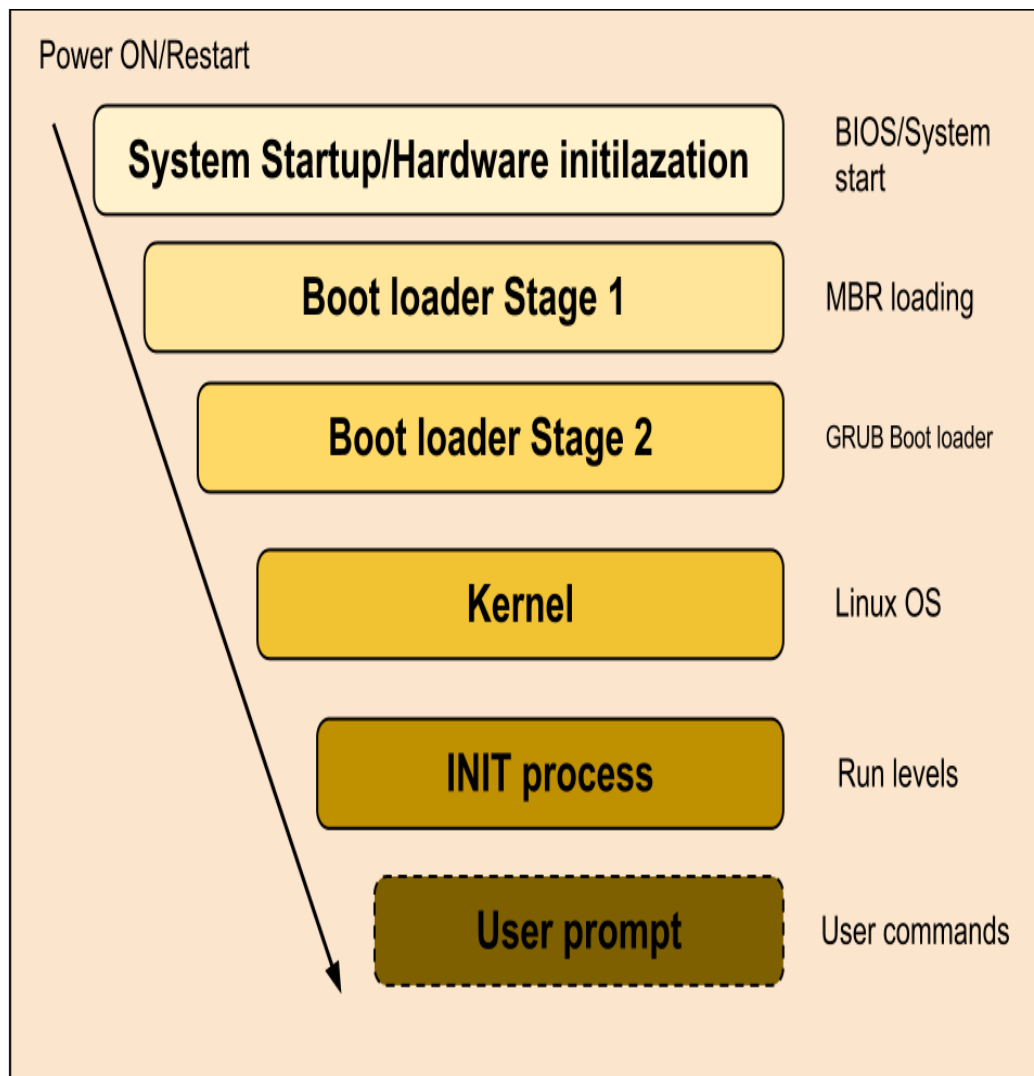 Power ON/Restart
System Startup/Hardware initilazation
BIOS/System
start
Boot loader Stage 1
MBR loading
Boot loader Stage 2
GRUB Boot loader
Kernel
Linux OS
INIT process
Run levels
User prompt
User commands